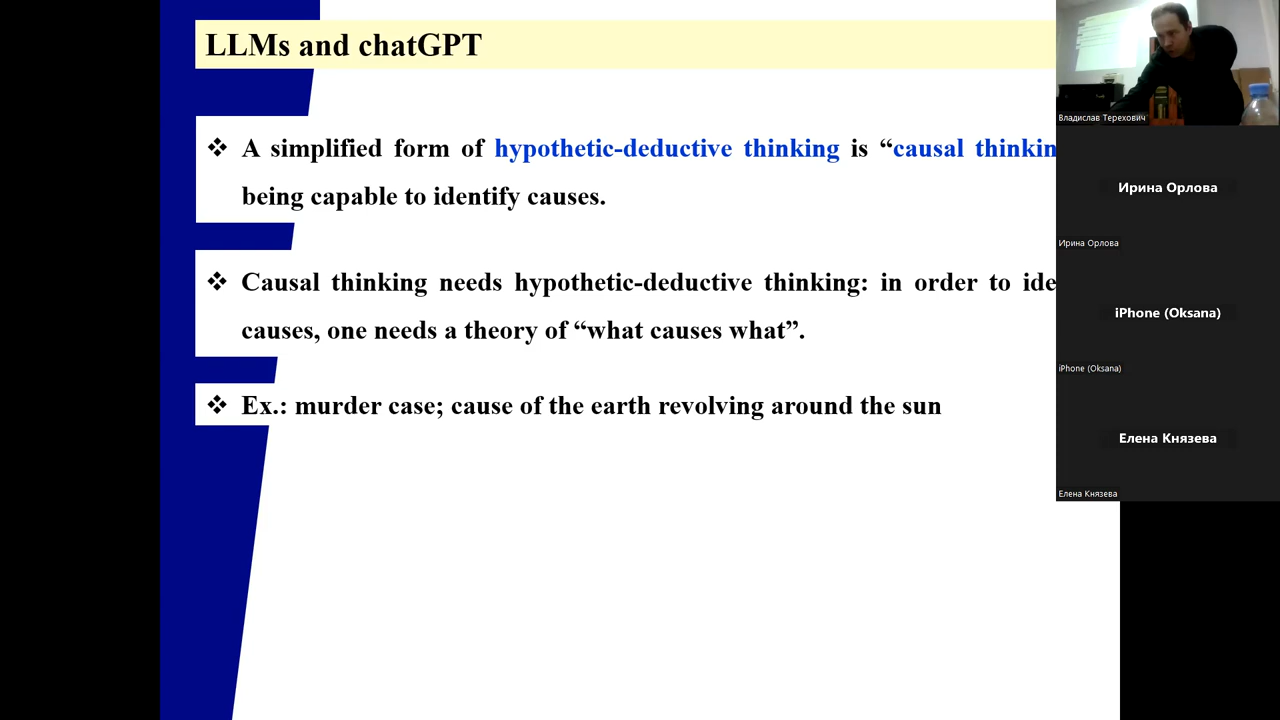 LLMs and chatGPT
❖ A simplified form of hypothetic-deductive thinking is “causal
being capable to identify causes.
❖ Causal thinking needs hypothetic-deductive thinking: in order to
causes, one needs a theory of “what causes what”.
❖ Ex.: murder case; cause of the earth revolving around the sun
Владислав Терехович
Ирина Орлова
Ирина Орлова
iPhone (Oksana)
iPhone (Oksana)
Елена Князева
Елена Князева